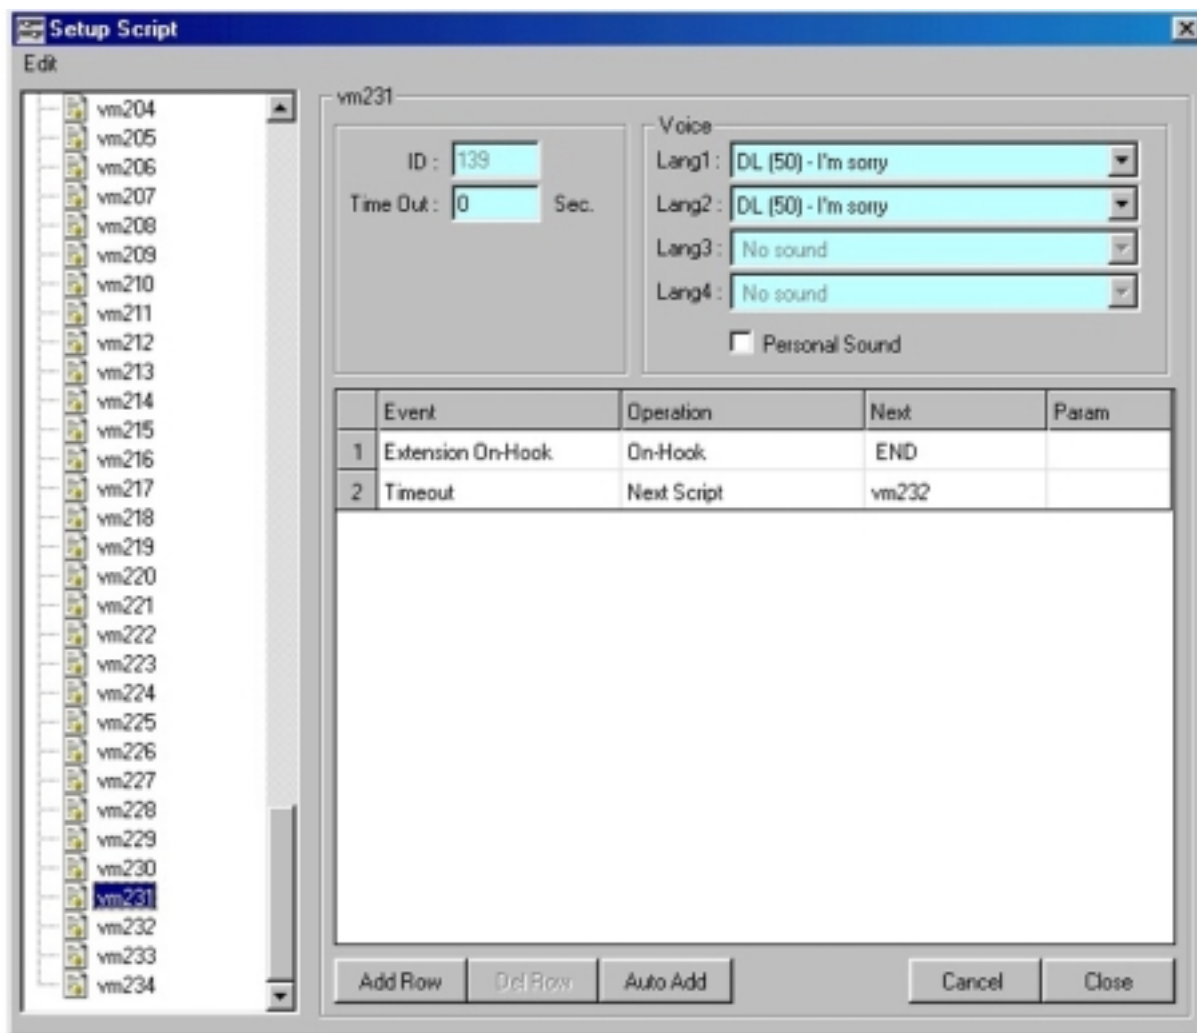 Setup Script
Edit
vm204
vm205
vm206
vm207
vm208
vm209
vm210
vm211
vm212
vm213
vm214
vm215
vm216
vm217
vm218
vm219
vm220
vm221
vm222
vm223
vm224
vm225
vm226
vm227
vm228
vm229
vm230
vm231
vm232
vm233
vm234
vm231
ID : 139
Time Out : 0 Sec.
Voice
Lang1 : DL (50) - I'm sorry
Lang2 : DL (50) - I'm sorry
Lang3 : No sound
Lang4 : No sound
Personal Sound
Event Operation Next Param
1 Extension On-Hook On-Hook END
2 Timeout Next Script vm232
Add Row Del Row Auto Add Cancel Close